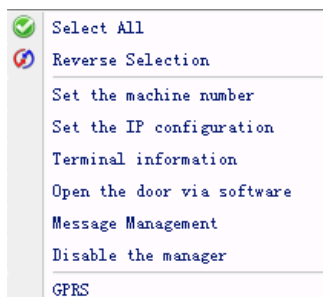 Select All
Reverse Selection
Set the machine number
Set the IP configuration
Terminal information
Open the door via software
Message Management
Disable the manager
GPRS